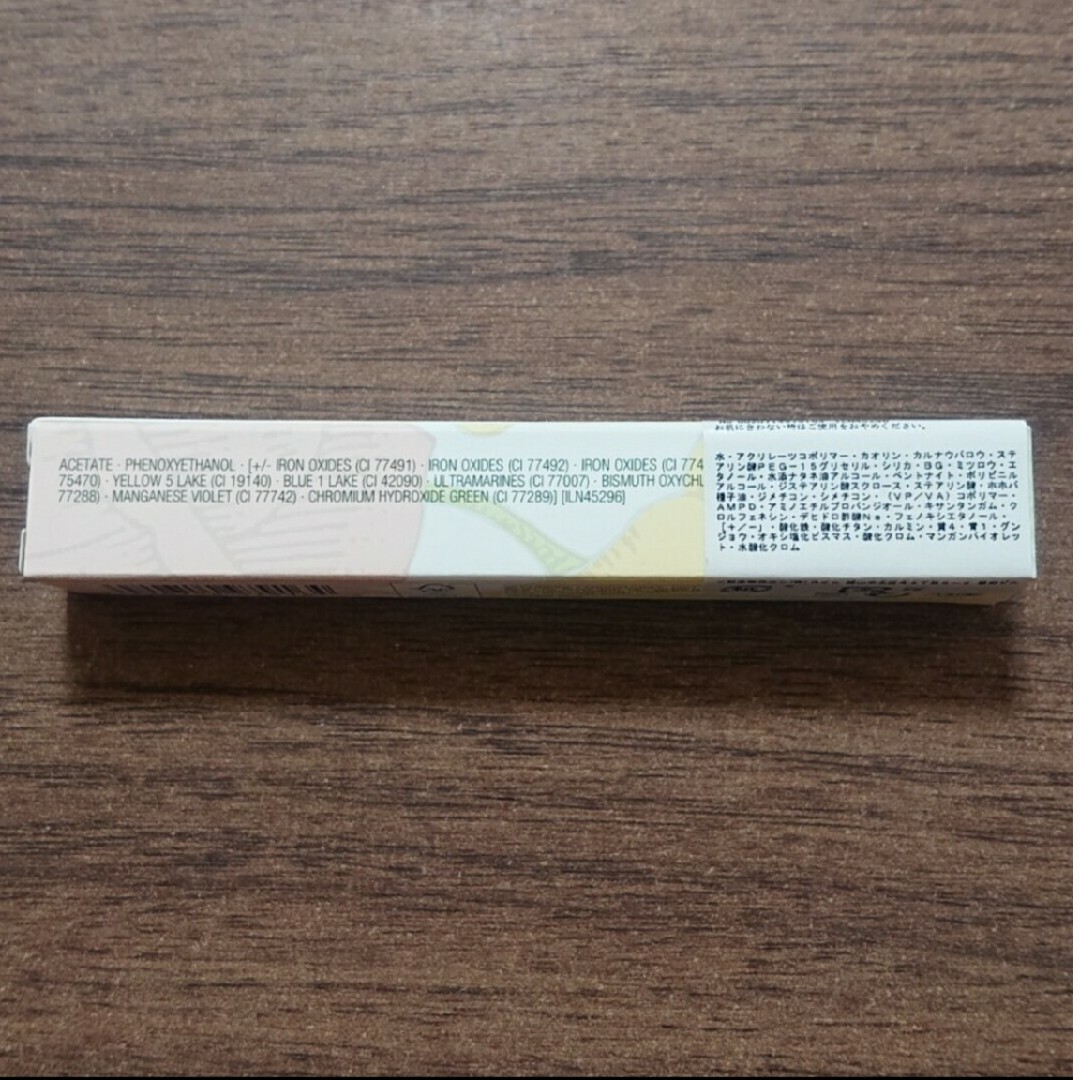 ACETATE · PHENOXYETHANOL · [+/- IRON OXIDES (CI 77491) · IRON OXIDES (CI 77492) · IRON OXIDES (CI 774
75470) · YELLOW 5 LAKE (CI 19140) · BLUE 1 LAKE (CI 42090) · ULTRAMARINES (CI 77007) · BISMUTH OXYCHL
77288) · MANGANESE VIOLET (CI 77742) · CHROMIUM HYDROXIDE GREEN (CI 77289)] [ILN45296]
お肌に合わない時はご使用をおやめください。
水・アクリレーツコポリマー・カオリン・カルナウバロウ・ステ
アリン酸PEG-15グリセリル・シリカ・BG・ミツロウ・エ
タノール・水添ナタネ油アルコール・ベントナイト・ポリビニル
アルコール・ジステアリン酸スクロース・ステアリン酸・ホホバ
種子油・ジメチコン・シメチコン・(VP/VA)コポリマー・
AMPD・アミノエチルプロパンジオール・キサンタンガム・ク
ロルフェネシン・デヒドロ酢酸Na・フェノキシエタノール・
[+/-]・酸化鉄・酸化チタン・カルミン・黄4・青1・グン
ジョウ・オキシ塩化ビスマス・酸化クロム・マンガンバイオレッ
ト・水酸化クロム